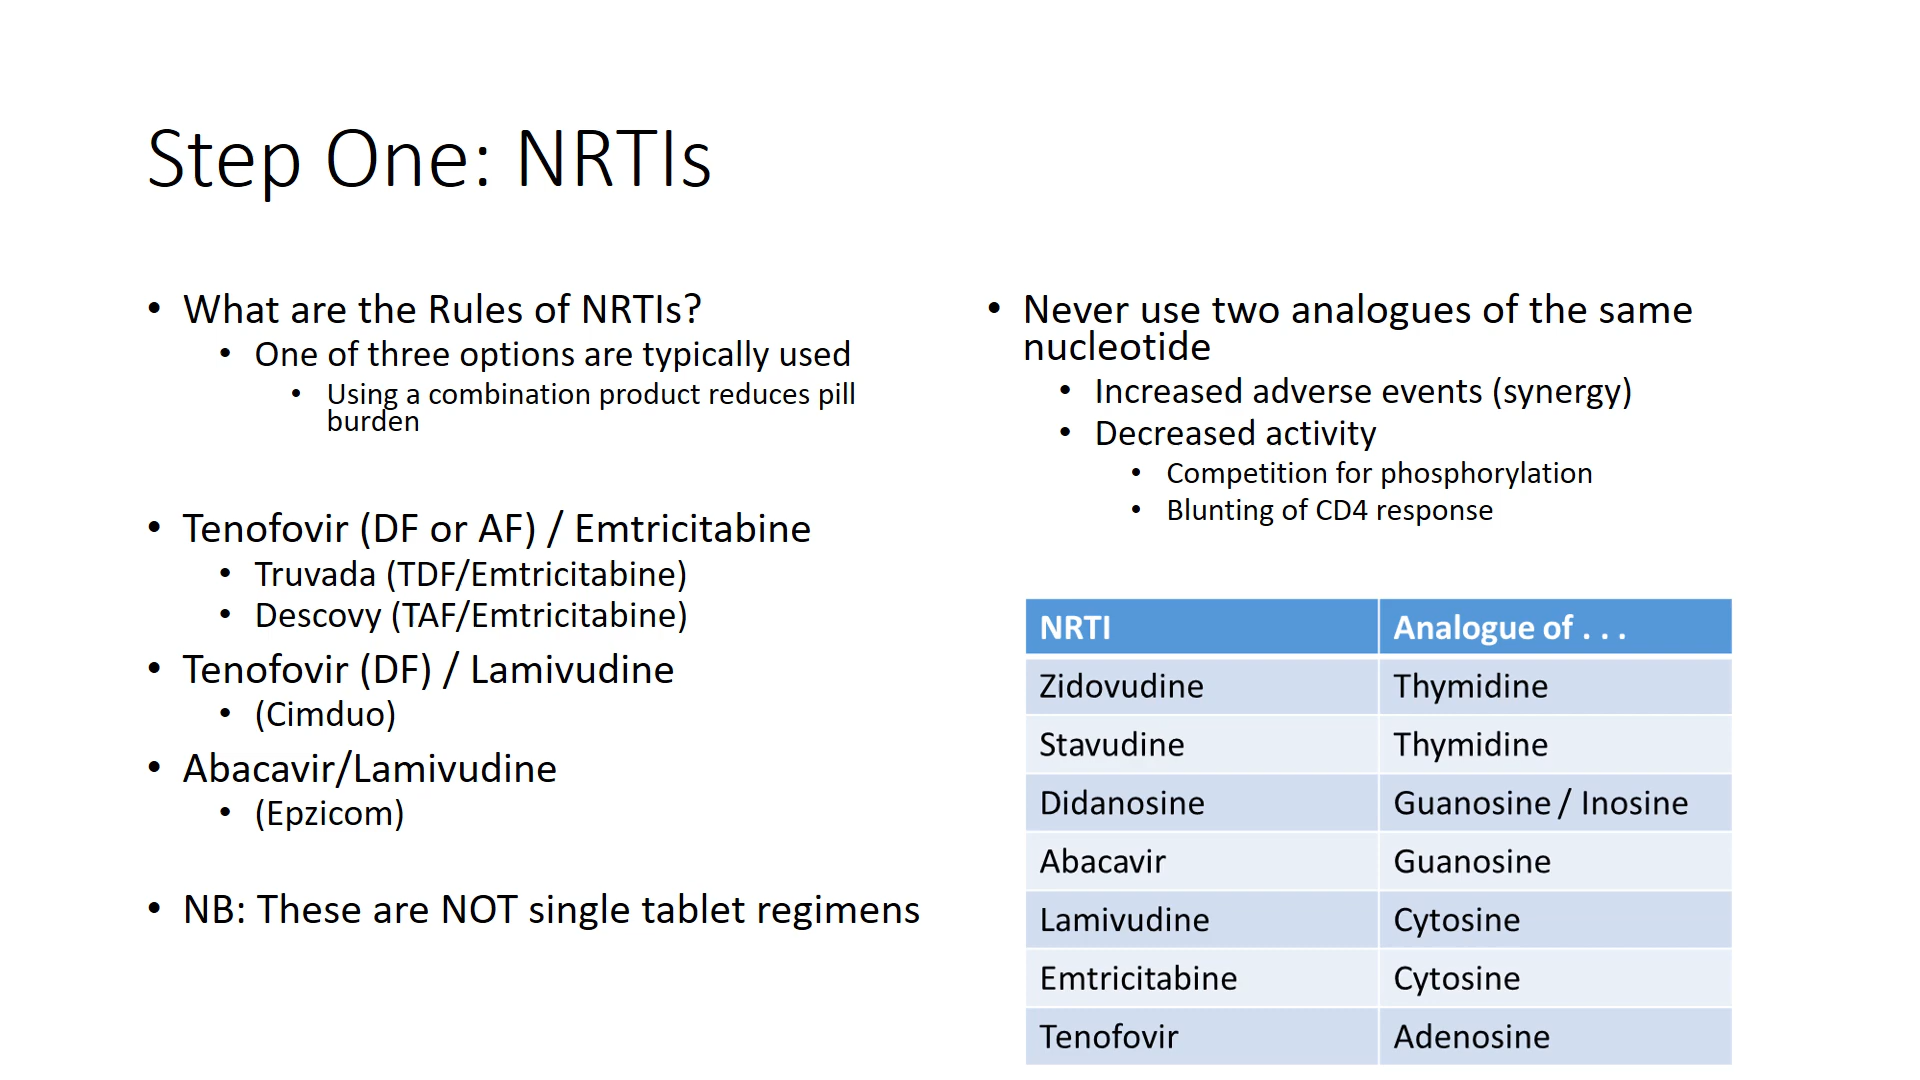 Step One: NRTIs
• What are the Rules of NRTIs?
• One of three options are typically used
• Using a combination product reduces pill
burden
• Tenofovir (DF or AF) / Emtricitabine
• Truvada (TDF/Emtricitabine)
• Descovy (TAF/Emtricitabine)
• Tenofovir (DF) / Lamivudine
• (Cimduo)
• Abacavir/Lamivudine
• (Epzicom)
• NB: These are NOT single tablet regimens
• Never use two analogues of the same
nucleotide
• Increased adverse events (synergy)
• Decreased activity
• Competition for phosphorylation
• Blunting of CD4 response
NRTI Analogue of . . .
Zidovudine Thymidine
Stavudine Thymidine
Didanosine Guanosine / Inosine
Abacavir Guanosine
Lamivudine Cytosine
Emtricitabine Cytosine
Tenofovir Adenosine